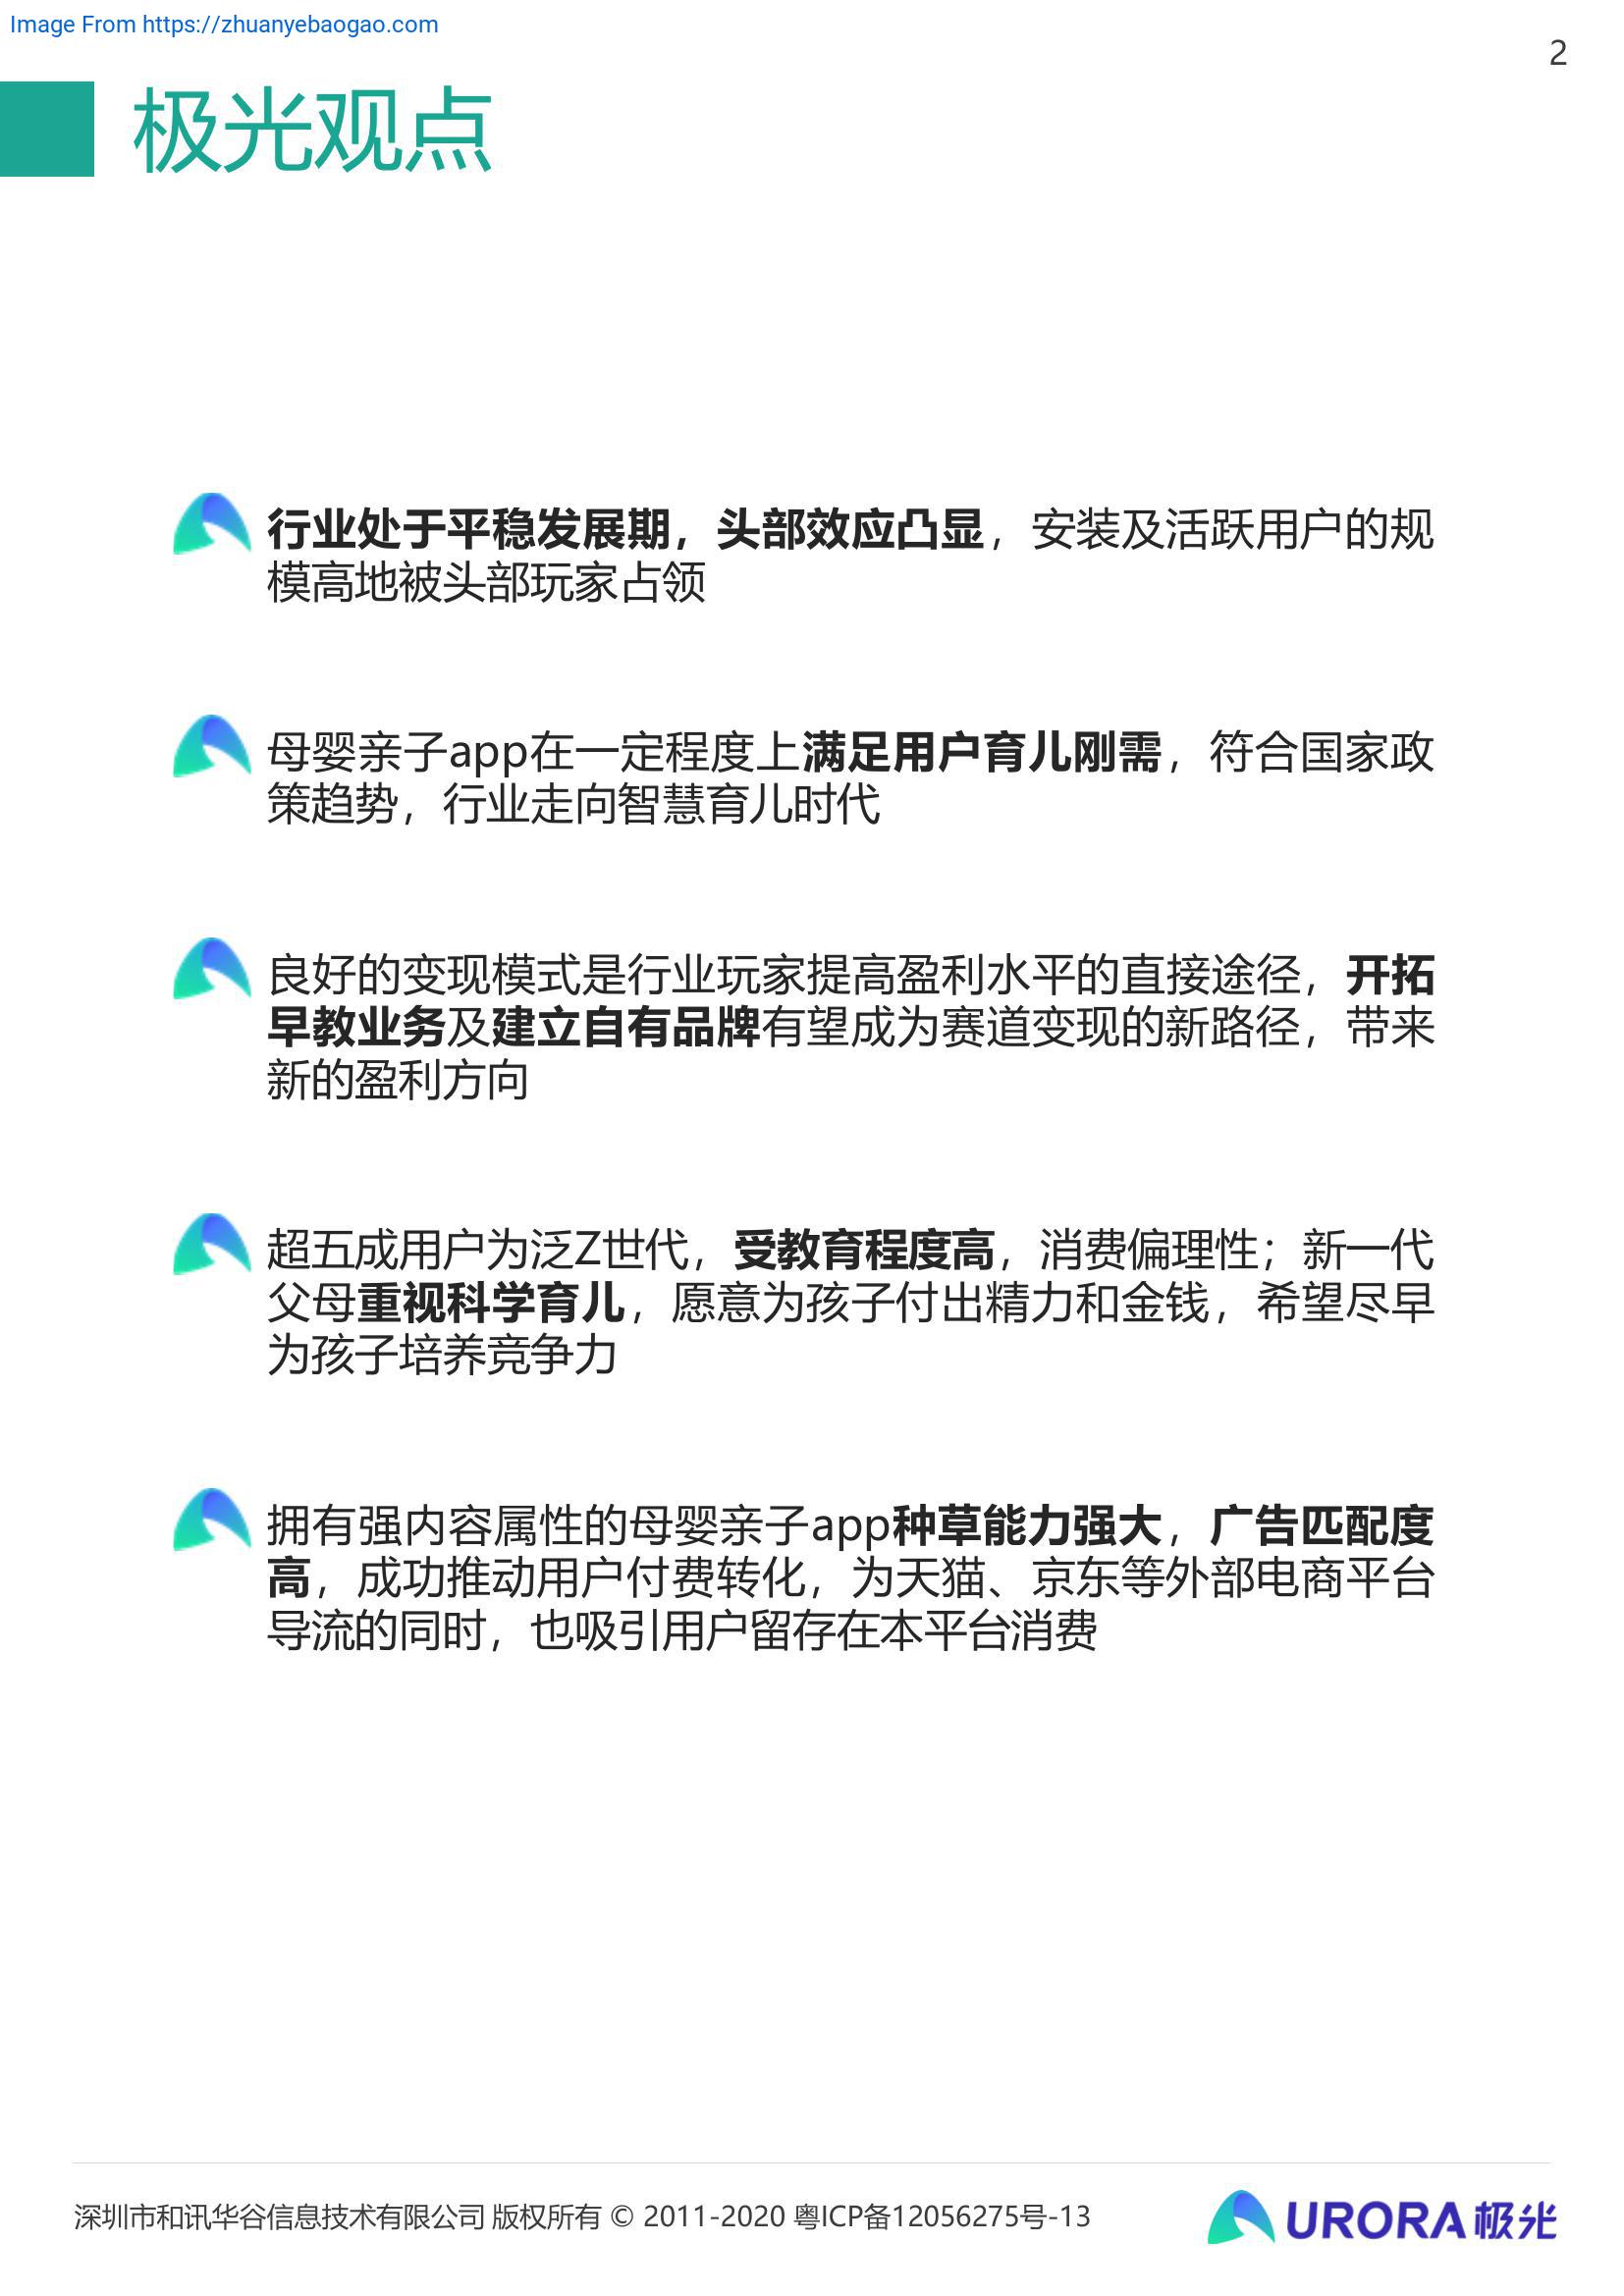 Image From https://zhuanyebaogao.com
2
极光观点
行业处于平稳发展期，头部效应凸显，安装及活跃用户的规
模高地被头部玩家占领
母婴亲子app在一定程度上满足用户育儿刚需，符合国家政
策趋势，行业走向智慧育儿时代
良好的变现模式是行业玩家提高盈利水平的直接途径，开拓
早教业务及建立自有品牌有望成为赛道变现的新路径，带来
新的盈利方向
超五成用户为泛Z世代，受教育程度高，消费偏理性；新一代
父母重视科学育儿，愿意为孩子付出精力和金钱，希望尽早
为孩子培养竞争力
拥有强内容属性的母婴亲子app种草能力强大，广告匹配度
高，成功推动用户付费转化，为天猫、京东等外部电商平台
导流的同时，也吸引用户留存在本平台消费
深圳市和讯华谷信息技术有限公司 版权所有 © 2011-2020 粤ICP备12056275号-13
URORA极光